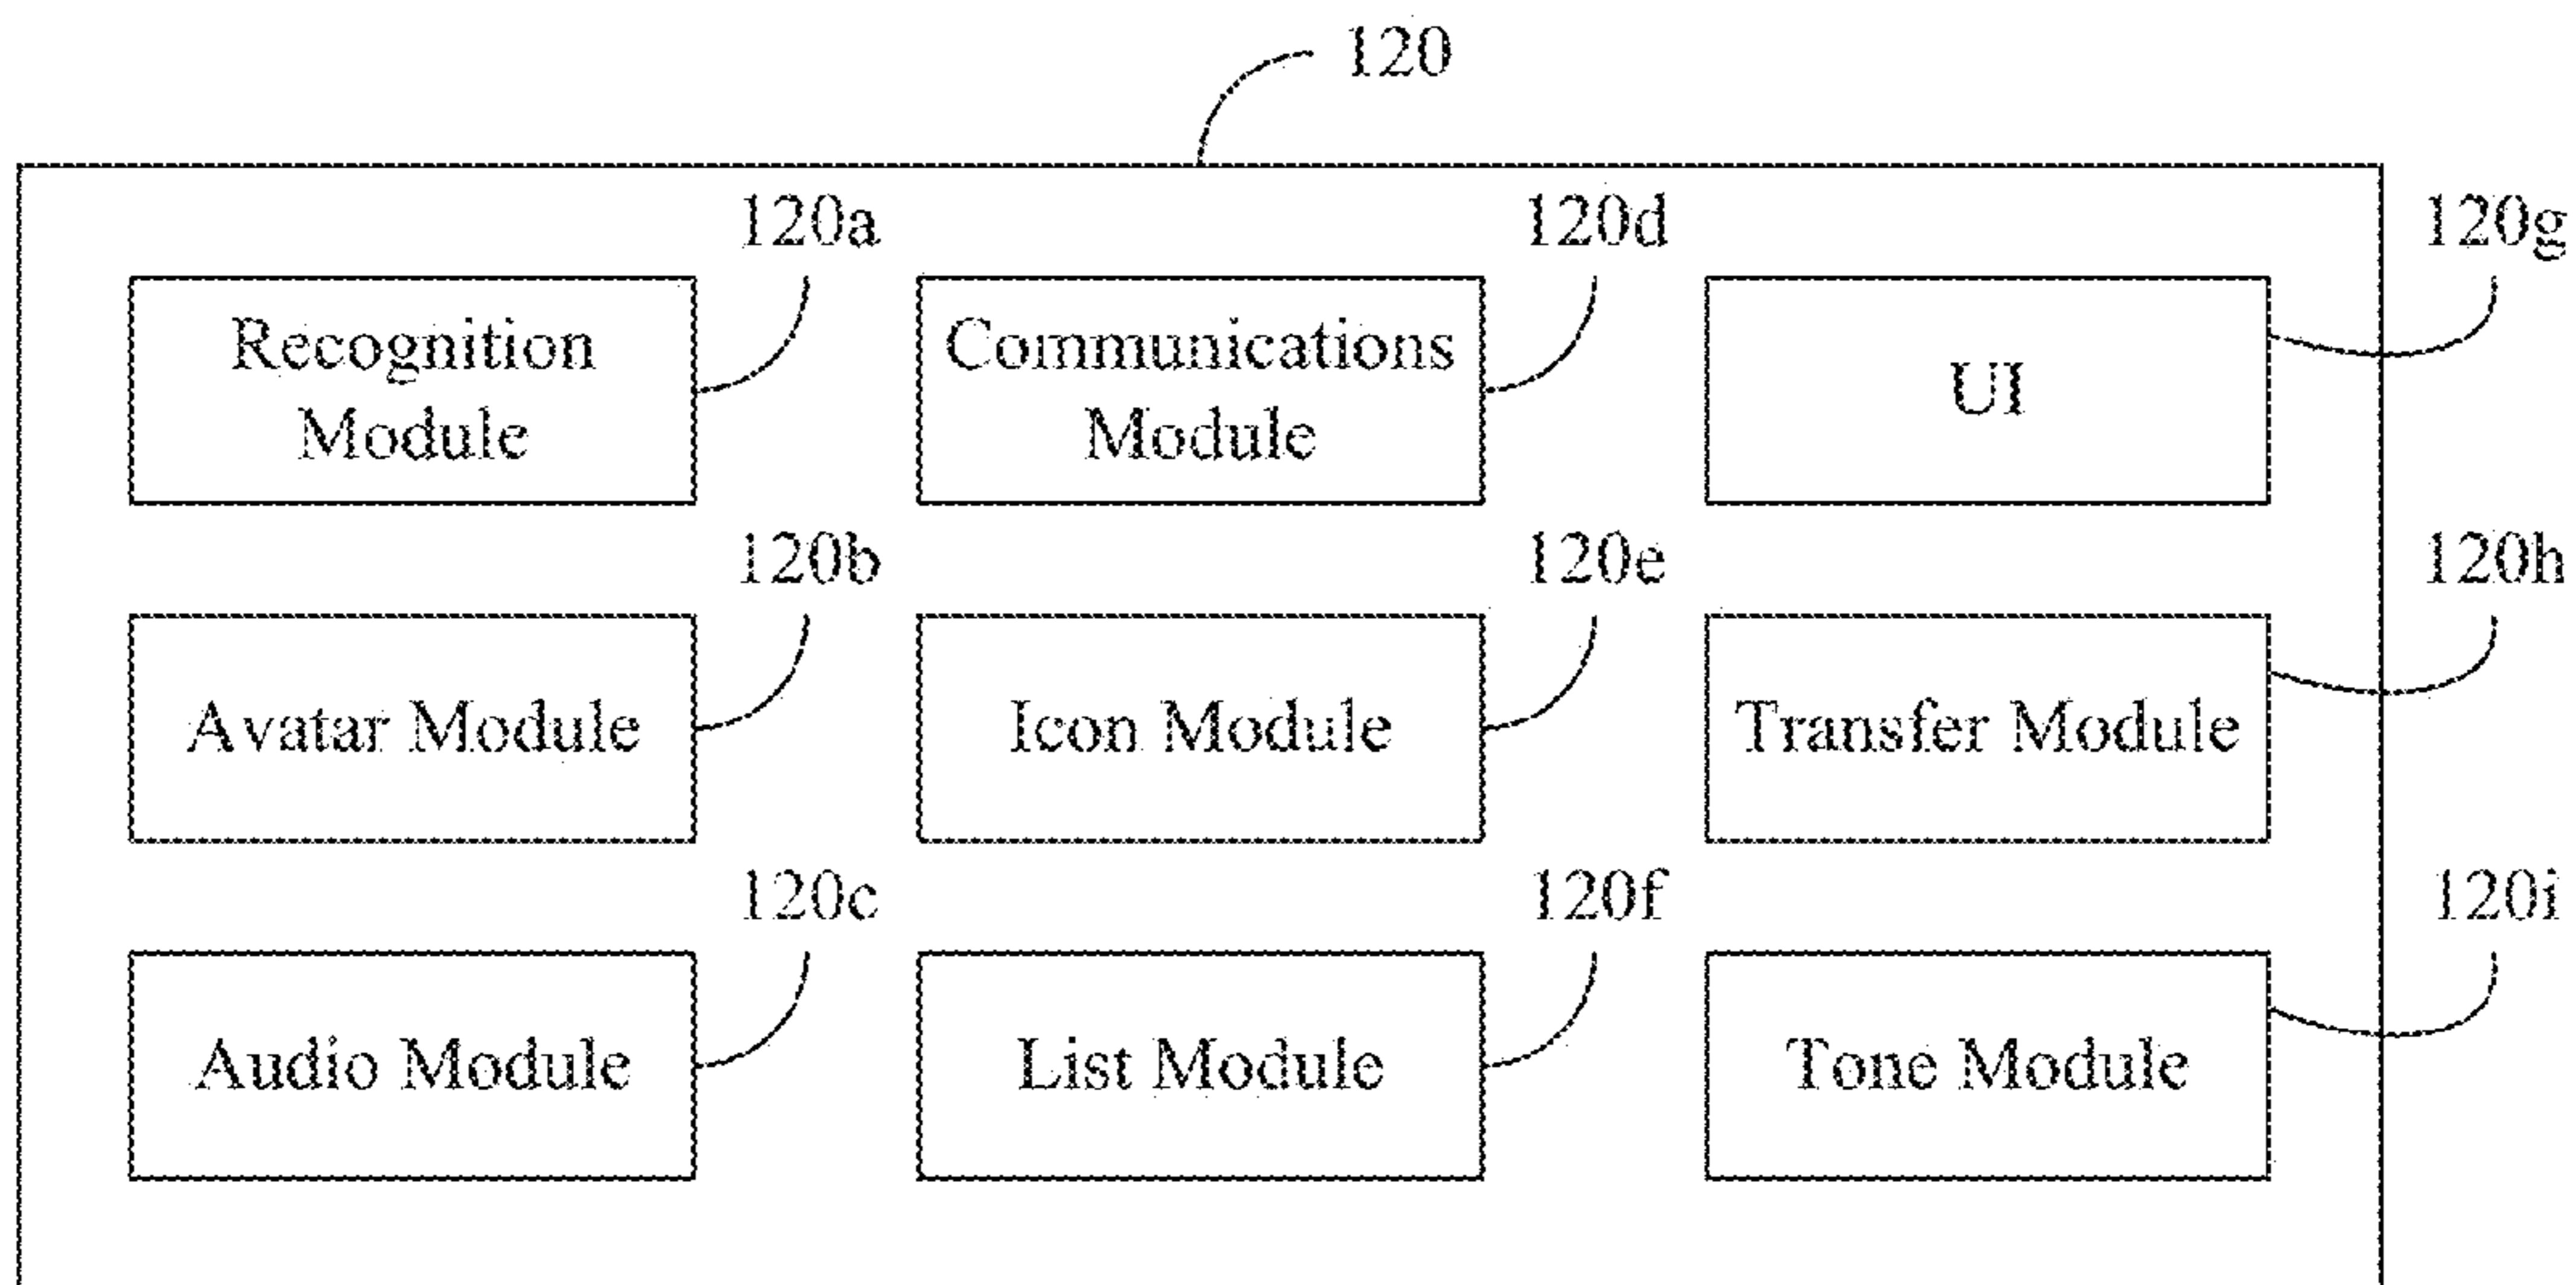 120
120a
120d
120g
Recognition
Module
Communications
Module
UI
120b
120e
120h
Avatar Module
Icon Module
Transfer Module
120c
120f
120i
Audio Module
List Module
Tone Module